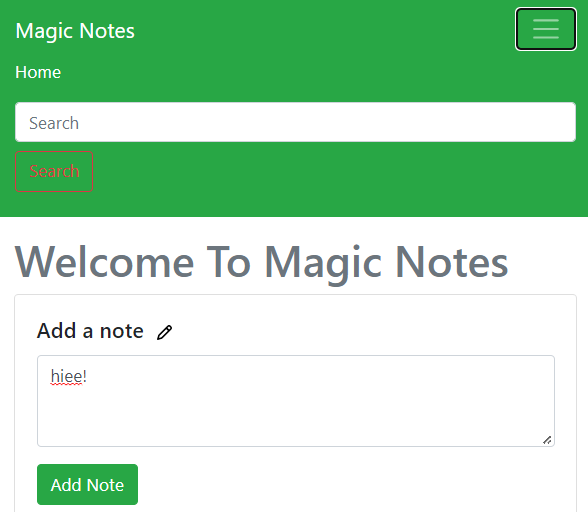 Magic Notes
Home
Search
Search
Welcome To Magic Notes
Add a note
hiee!
Add Note